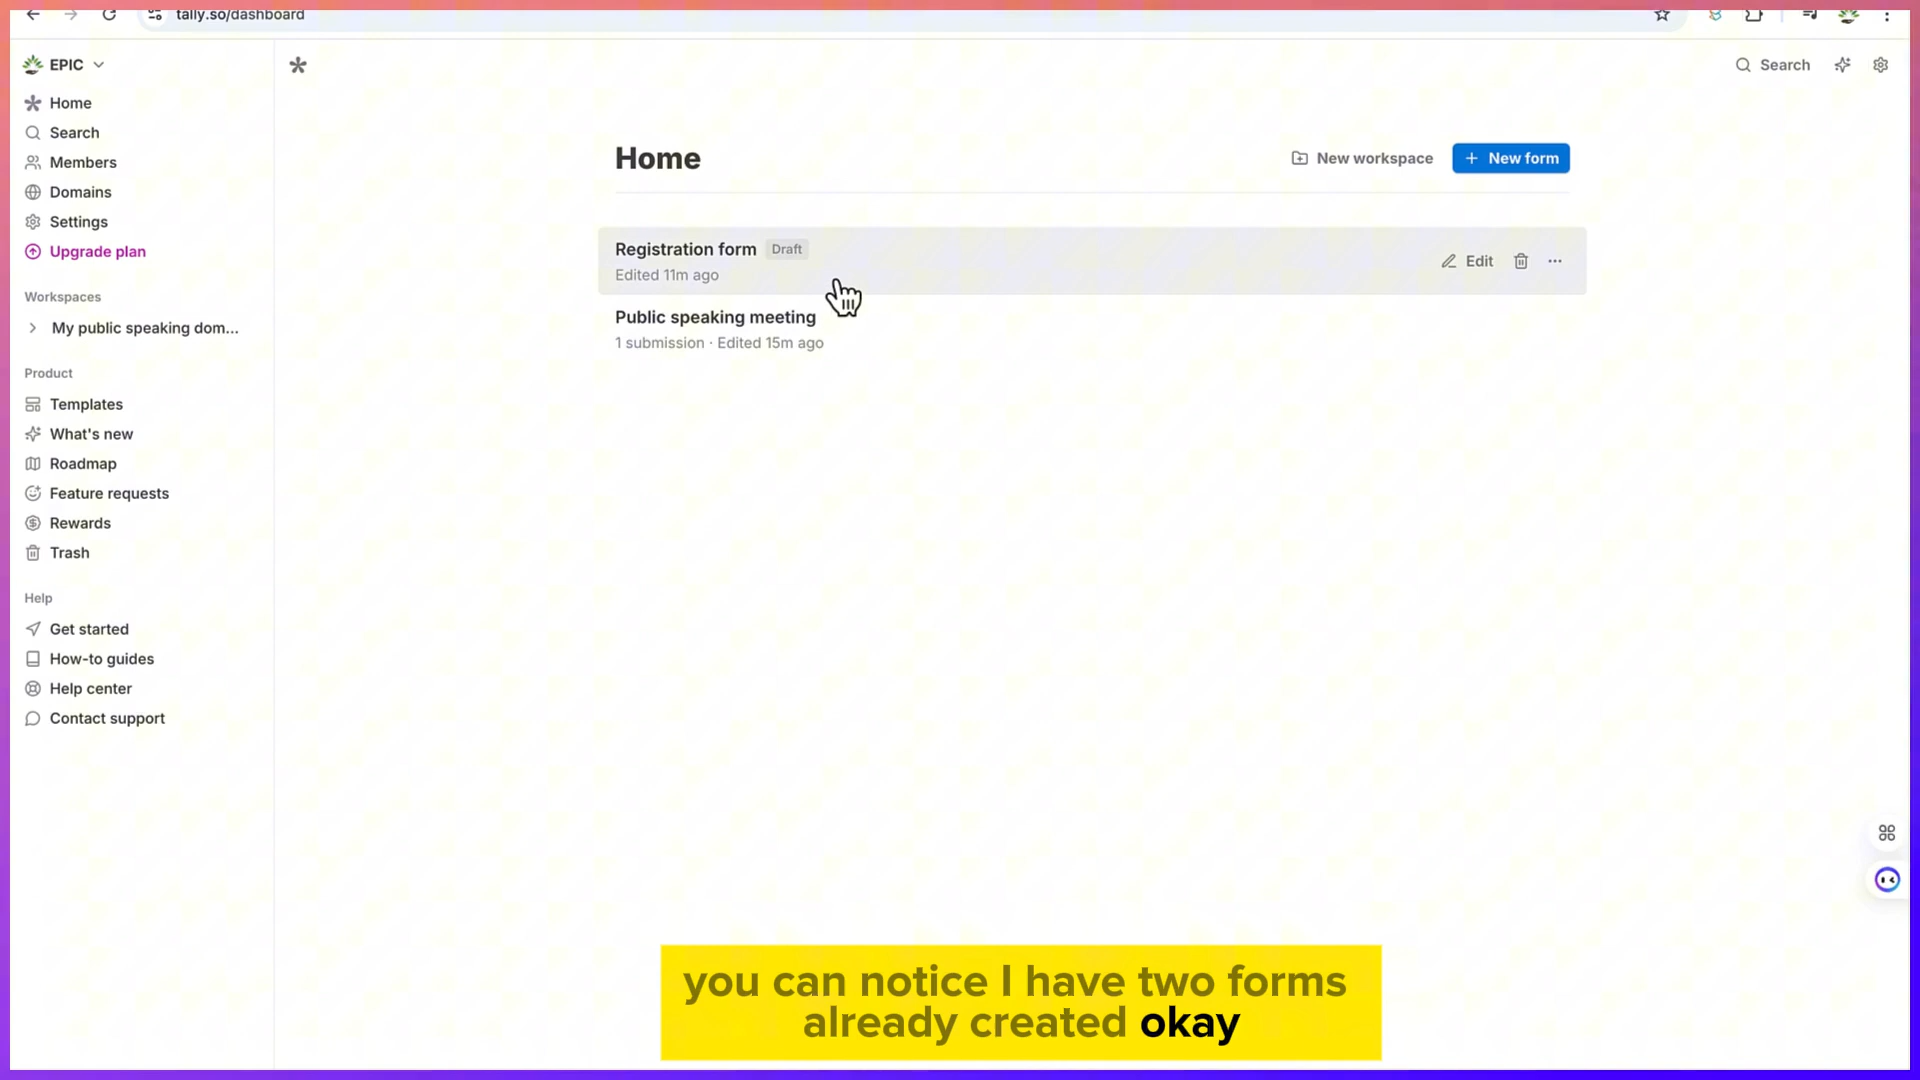 tally.so/dashboard
EPIC
Search
Home
Search
Members
Domains
Settings
Upgrade plan
Workspaces
My public speaking dom...
Product
Templates
What's new
Roadmap
Feature requests
Rewards
Trash
Help
Get started
How-to guides
Help center
Contact support
Home
New workspace
+ New form
Registration form Draft
Edited 11m ago
Edit
Public speaking meeting
1 submission · Edited 15m ago
you can notice I have two forms
already created okay